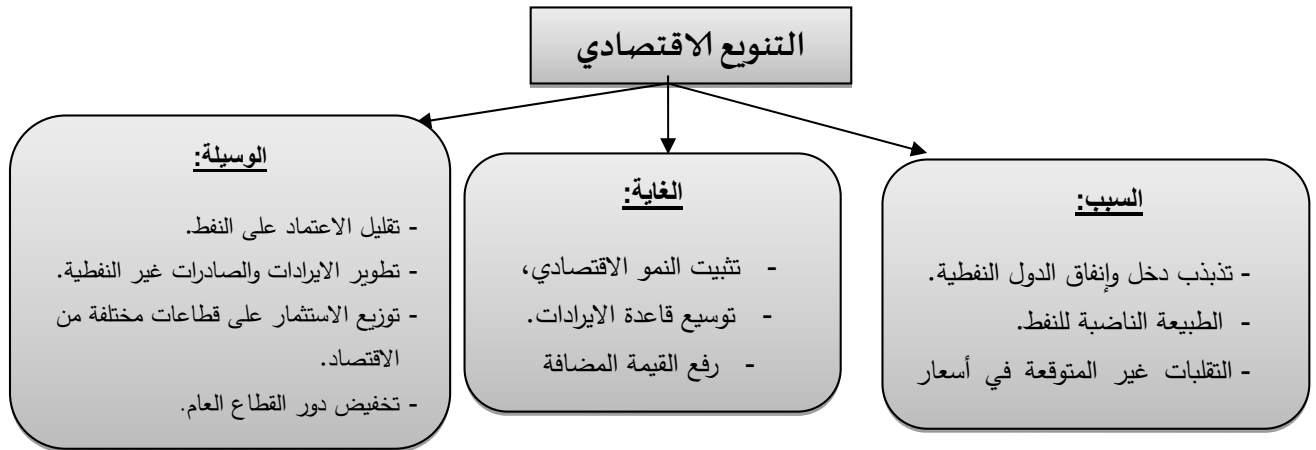 التنويع الاقتصادي
السبب:
- تذبذب دخل وإنفاق الدول النفطية.
- الطبيعة الناضبة للنفط.
- التقلبات غير المتوقعة في أسعار
الغاية:
- تثبيت النمو الاقتصادي،
- توسيع قاعدة الايرادات.
- رفع القيمة المضافة
الوسيلة:
- تقليل الاعتماد على النفط.
- تطوير الايرادات والصادرات غير النفطية.
- توزيع الاستثمار على قطاعات مختلفة من
الاقتصاد.
- تخفيض دور القطاع العام.